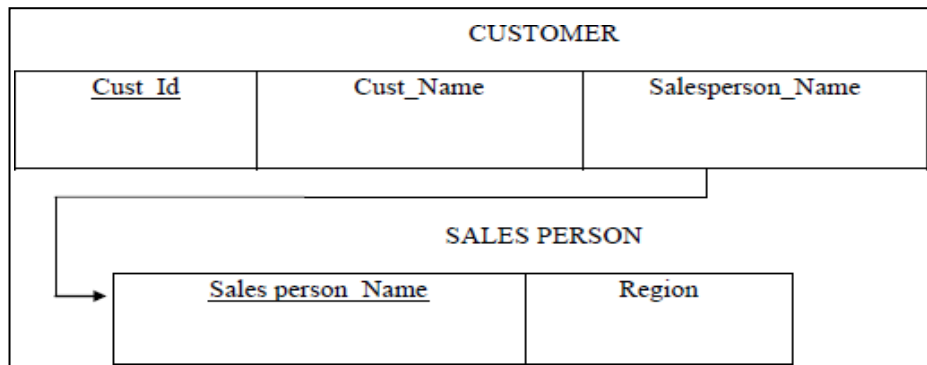 CUSTOMER
Cust_Id Cust_Name Salesperson_Name
SALES PERSON
Sales person_Name Region